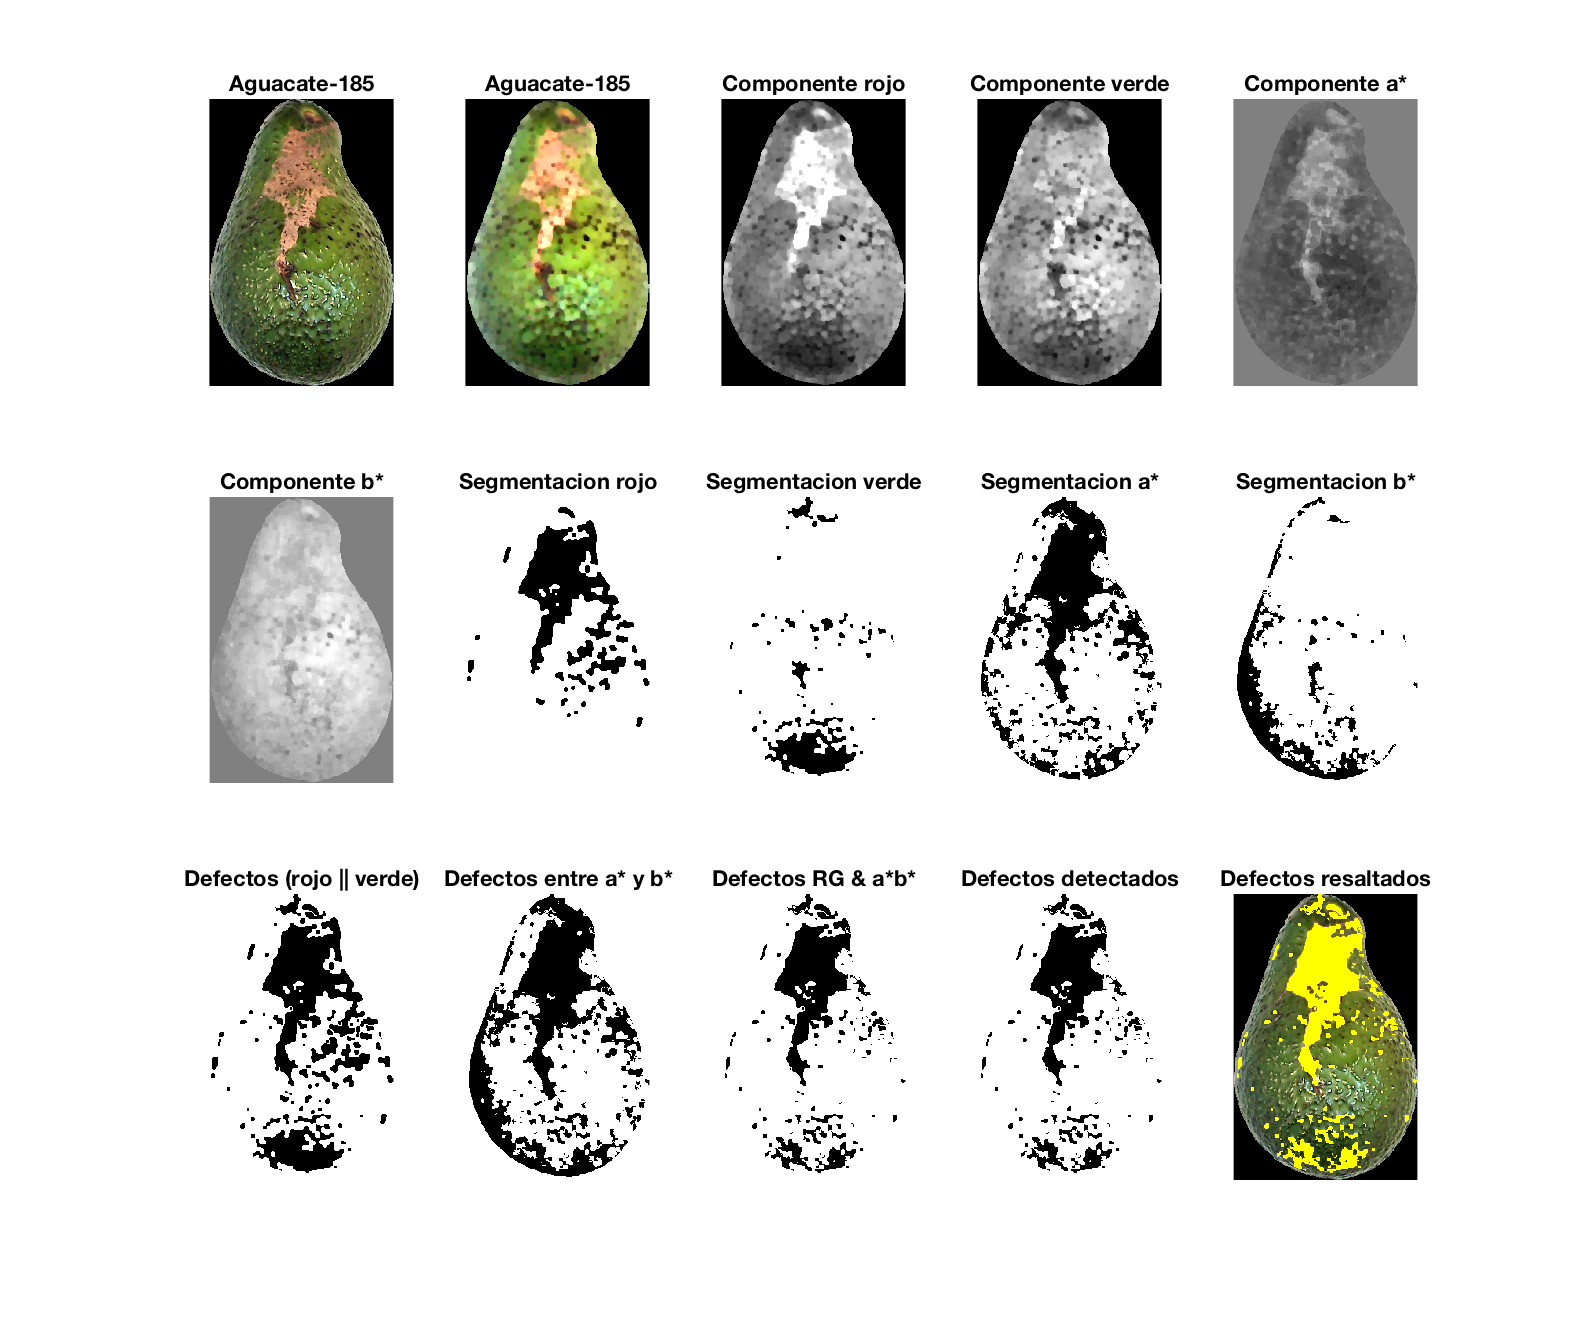 Aguacate-185
Aguacate-185
Componente rojo
Componente verde
Componente a*
Componente b*
Segmentacion rojo
Segmentacion verde
Segmentacion a*
Segmentacion b*
Defectos (rojo || verde)
Defectos entre a* y b*
Defectos RG & a*b*
Defectos detectados
Defectos resaltados